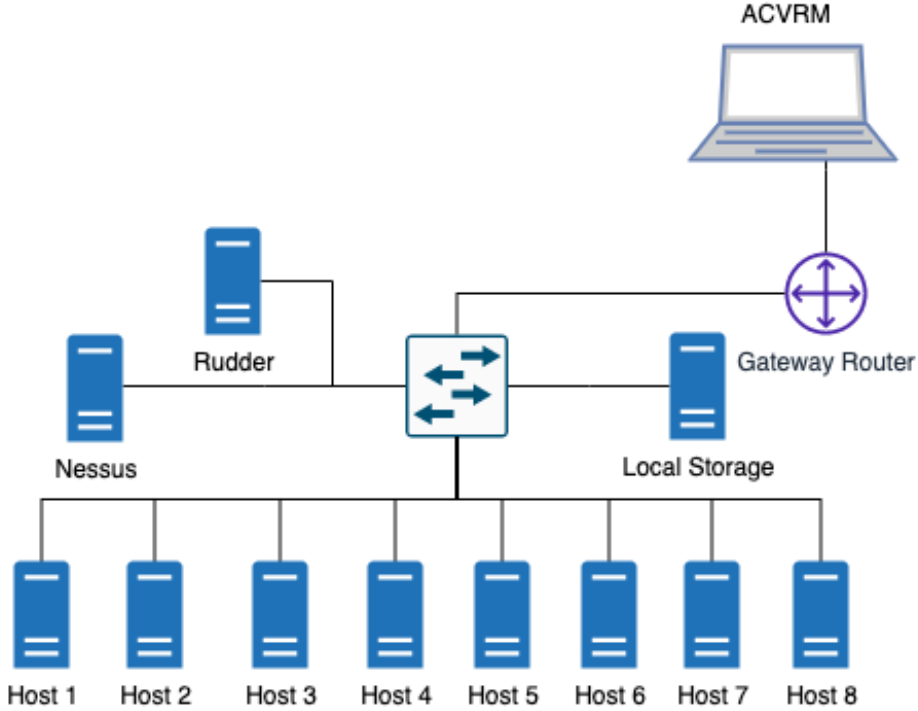 ACVRM
Rudder
Gateway Router
Nessus
Local Storage
Host 1
Host 2
Host 3
Host 4
Host 5
Host 6
Host 7
Host 8